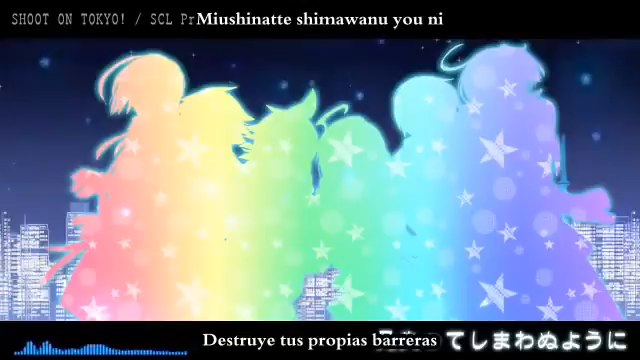 SHOOT ON TOKYO! / SCL Pr
Miushinatte shimawanu you ni
Destruye tus propias barreras
てしまわぬように